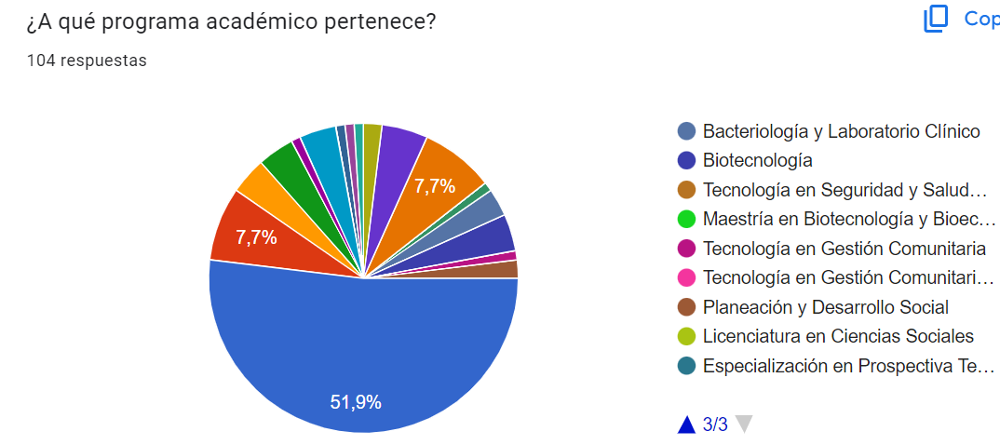 ¿A qué programa académico pertenece?
Cop
104 respuestas
7,7%
7,7%
51,9%
Bacteriología y Laboratorio Clínico
Biotecnología
Tecnología en Seguridad y Salud…
Maestría en Biotecnología y Bioec…
Tecnología en Gestión Comunitaria
Tecnología en Gestión Comunitari…
Planeación y Desarrollo Social
Licenciatura en Ciencias Sociales
Especialización en Prospectiva Te…
3/3